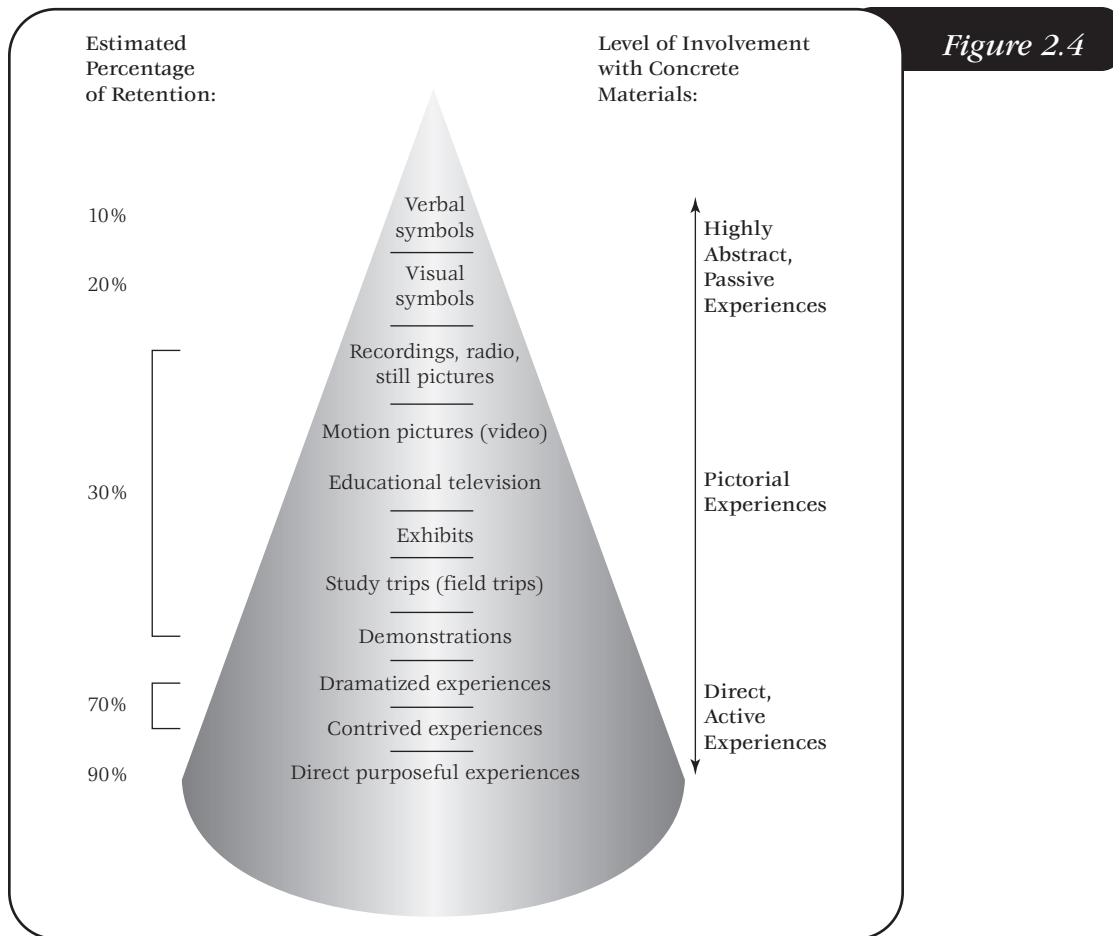 Figure 2.4
Estimated
Percentage
of Retention:
Level of Involvement
with Concrete
Materials:
10%
Verbal
symbols
20%
Visual
symbols
Highly
Abstract,
Passive
Experiences
Recordings, radio,
still pictures
Motion pictures (video)
30%
Educational television
Pictorial
Experiences
Exhibits
Study trips (field trips)
Demonstrations
70%
Dramatized experiences
Contrived experiences
Direct,
Active
Experiences
90%
Direct purposeful experiences